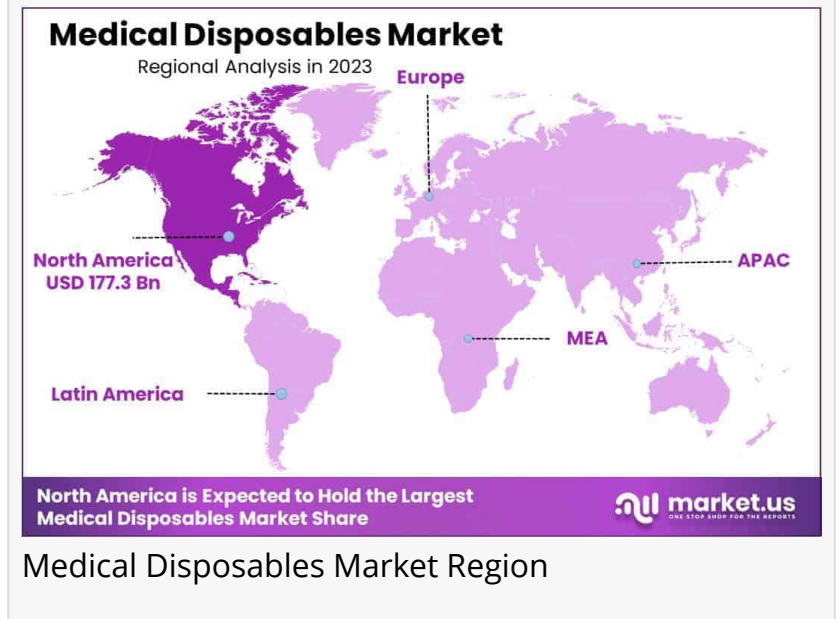 Medical Disposables Market
Regional Analysis in 2023
Europe
North America
USD 177.3 Bn
APAC
MEA
Latin America
North America is Expected to Hold the Largest
Medical Disposables Market Share
market.us
ONE STOP SHOP FOR THE REPORTS
Medical Disposables Market Region